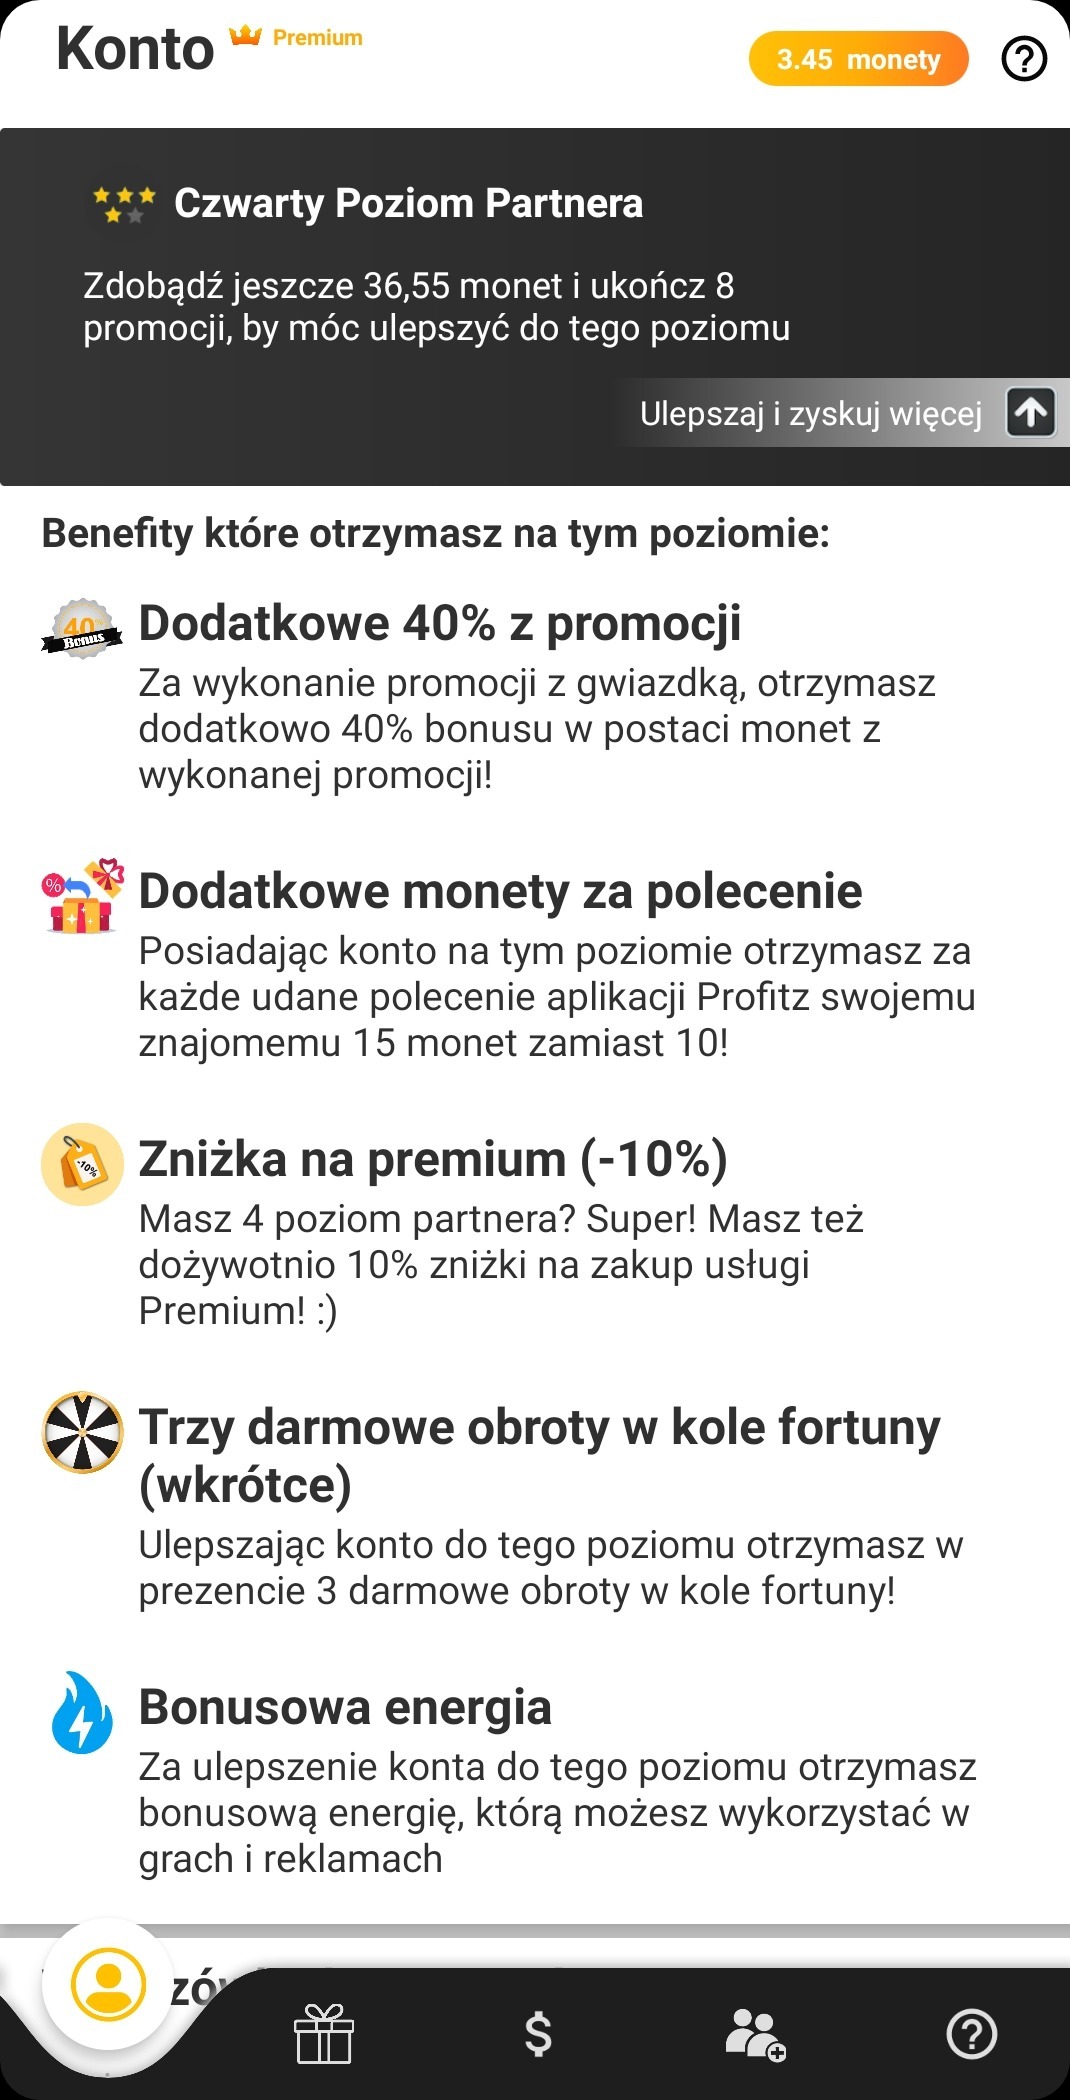 Konto
Premium
3.45 monety
Czwarty Poziom Partnera
Zdobądź jeszcze 36,55 monet i ukończ 8
promocji, by móc ulepszyć do tego poziomu
Ulepszaj i zyskuj więcej
Benefity które otrzymasz na tym poziomie:
40%
Bonus
Dodatkowe 40% z promocji
Za wykonanie promocji z gwiazdką, otrzymasz
dodatkowo 40% bonusu w postaci monet z
wykonanej promocji!
%
Dodatkowe monety za polecenie
Posiadając konto na tym poziomie otrzymasz za
każde udane polecenie aplikacji Profitz swojemu
znajomemu 15 monet zamiast 10!
-10%
Zniżka na premium (-10%)
Masz 4 poziom partnera? Super! Masz też
dożywotnio 10% zniżki na zakup usługi
Premium! :)
Trzy darmowe obroty w kole fortuny
(wkrótce)
Ulepszając konto do tego poziomu otrzymasz w
prezencie 3 darmowe obroty w kole fortuny!
Bonusowa energia
Za ulepszenie konta do tego poziomu otrzymasz
bonusową energię, którą możesz wykorzystać w
grach i reklamach